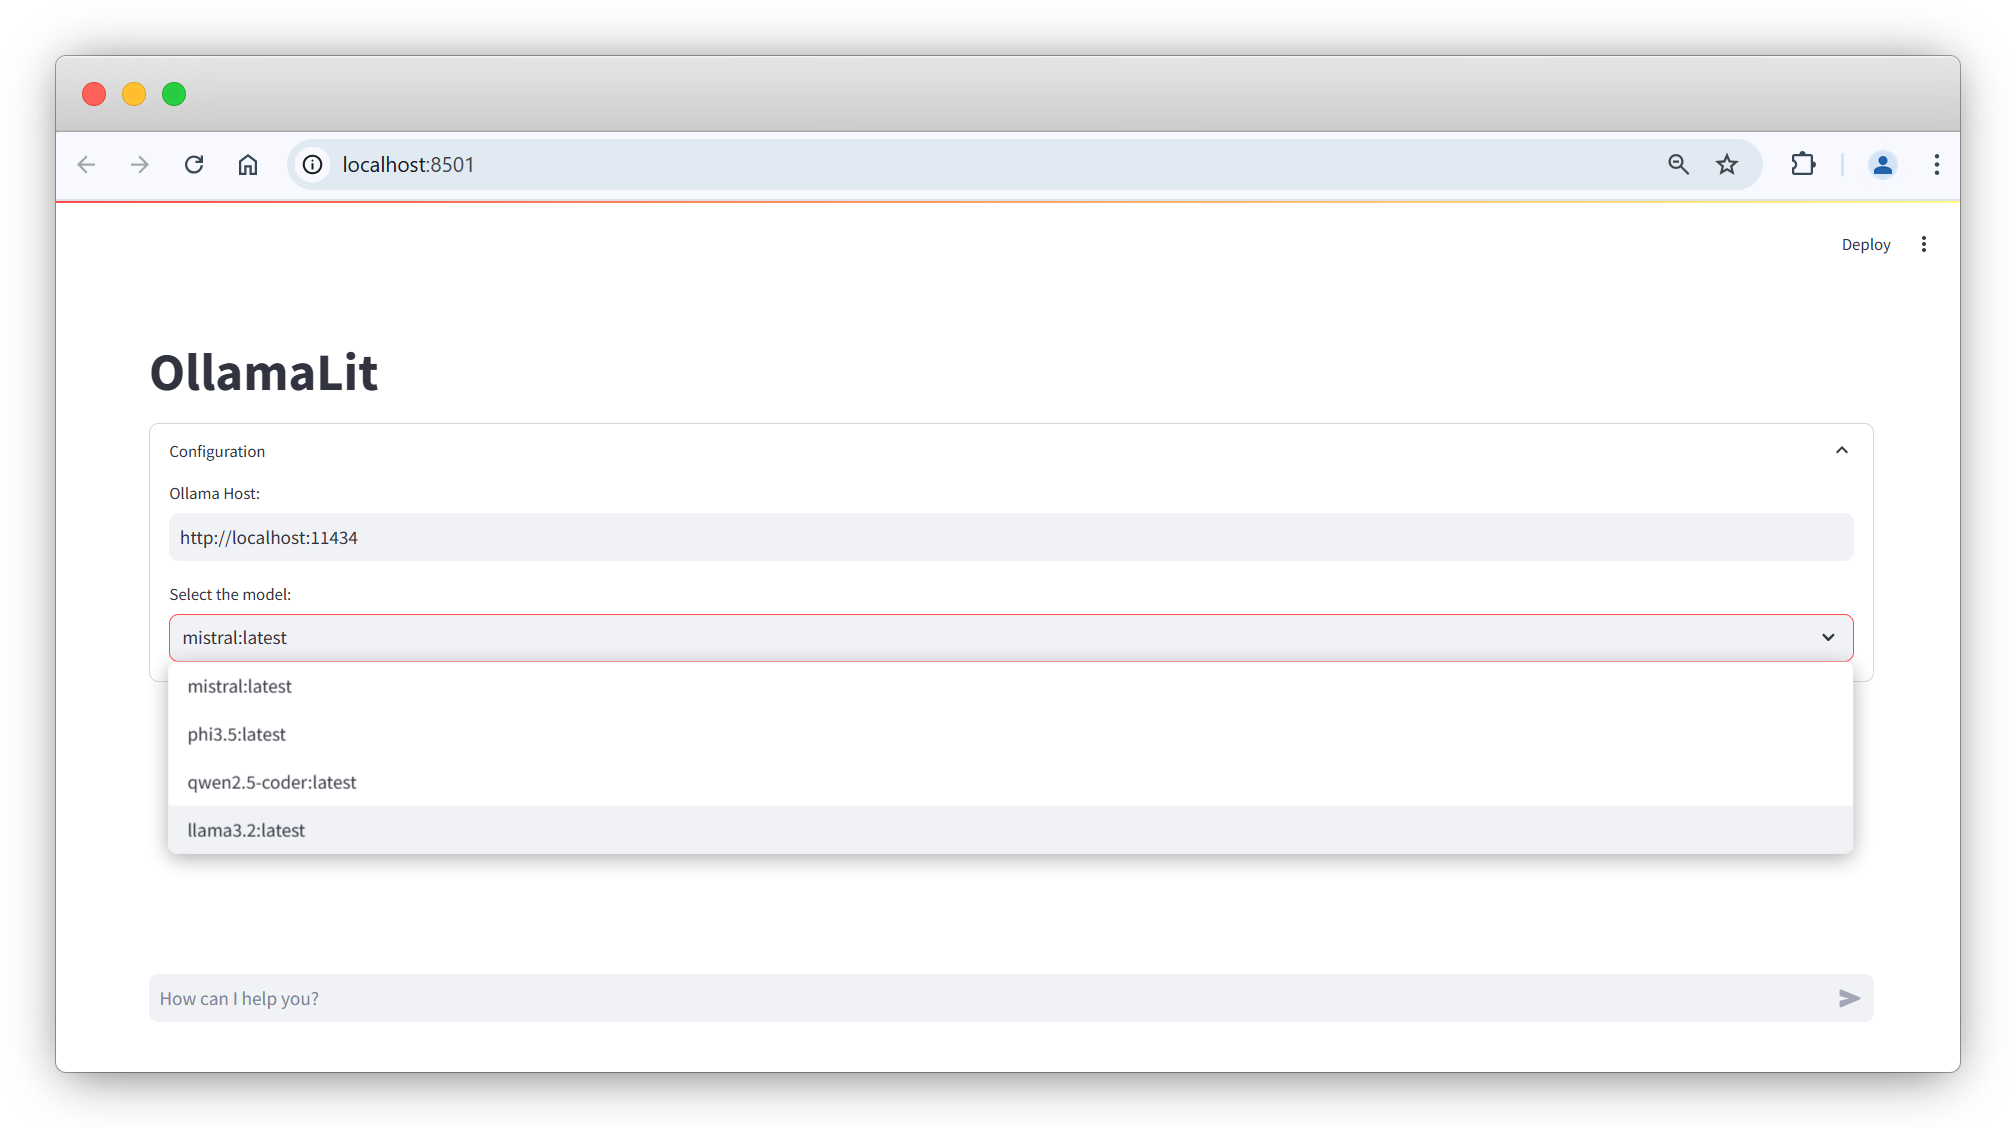 localhost:8501
Deploy
OllamaLit
Configuration
Ollama Host:
http://localhost:11434
Select the model:
mistral:latest
mistral:latest
phi3.5:latest
qwen2.5-coder:latest
llama3.2:latest
How can I help you?